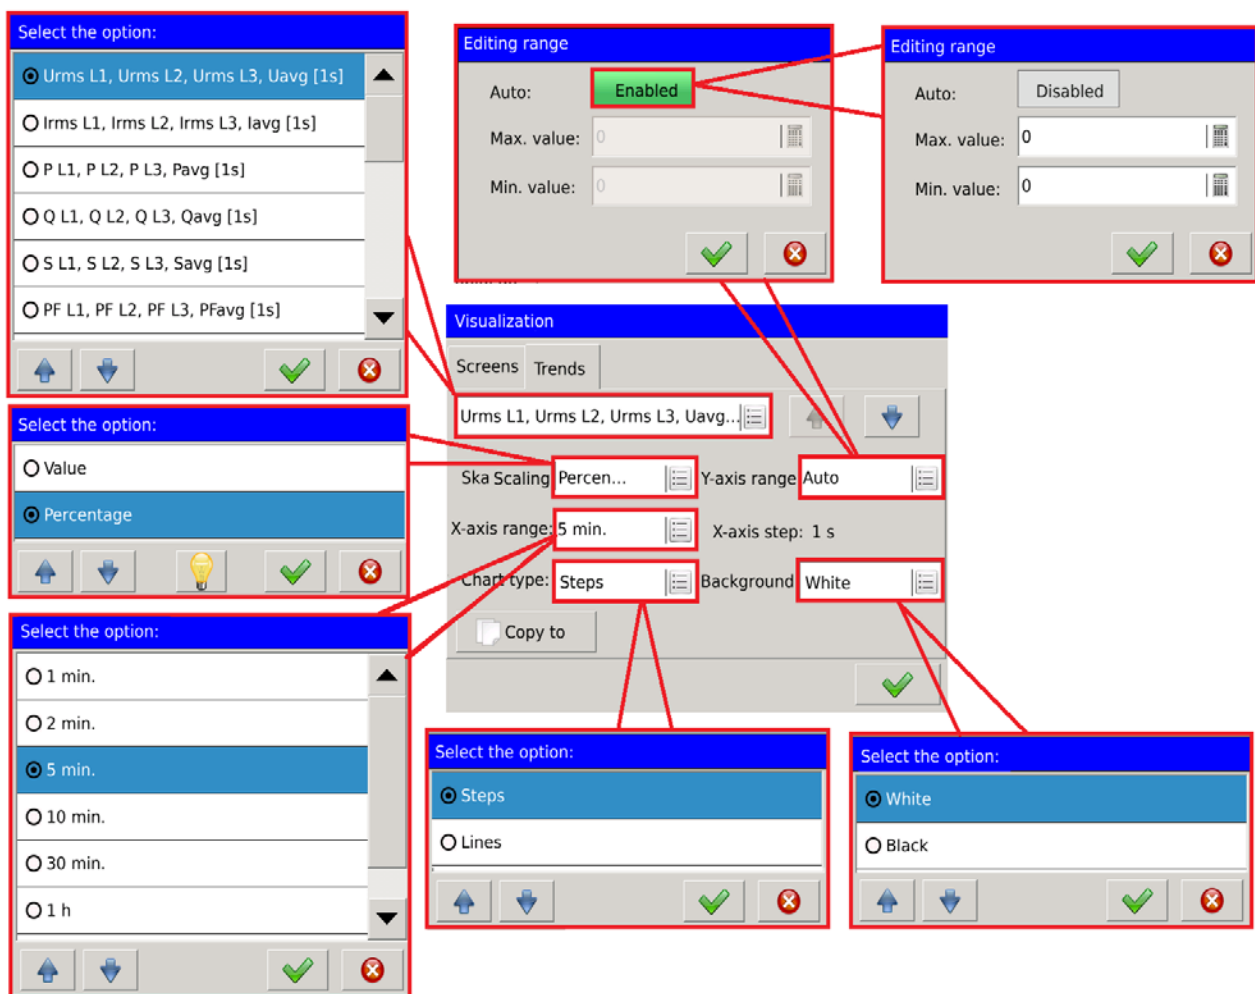 Select the option:
Urms L1, Urms L2, Urms L3, Uavg [1s]
Irms L1, Irms L2, Irms L3, Iavg [1s]
P L1, P L2, P L3, Pavg [1s]
Q L1, Q L2, Q L3, Qavg [1s]
S L1, S L2, S L3, Savg [1s]
PF L1, PF L2, PF L3, PFavg [1s]
Editing range
Auto: Enabled
Max. value: 0
Min. value: 0
Editing range
Auto: Disabled
Max. value: 0
Min. value: 0
Visualization
Screens Trends
Urms L1, Urms L2, Urms L3, Uavg...
Ska Scaling Percen... Y-axis range Auto
X-axis range: 5 min. X-axis step: 1 s
Chart type: Steps Background White
Copy to
Select the option:
Value
Percentage
Select the option:
1 min.
2 min.
5 min.
10 min.
30 min.
1 h
Select the option:
Steps
Lines
Select the option:
White
Black